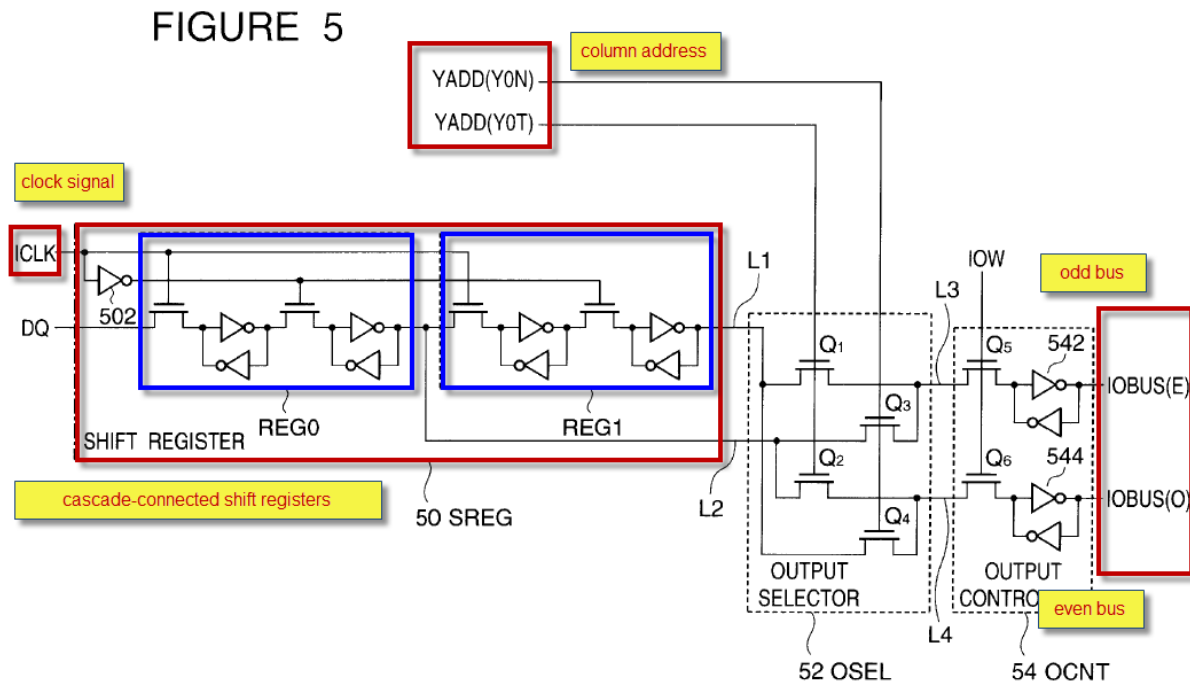 FIGURE 5
column address
YADD(Y0N)
YADD(Y0T)
clock signal
ICLK
502
DQ
REG0
REG1
SHIFT REGISTER
cascade-connected shift registers
50 SREG
L1
L2
Q1
Q3
Q2
Q4
OUTPUT
SELECTOR
52 OSEL
L3
L4
IOW
odd bus
Q5
542
IOBUS(E)
Q6
544
IOBUS(O)
OUTPUT
even bus
54 OCNT